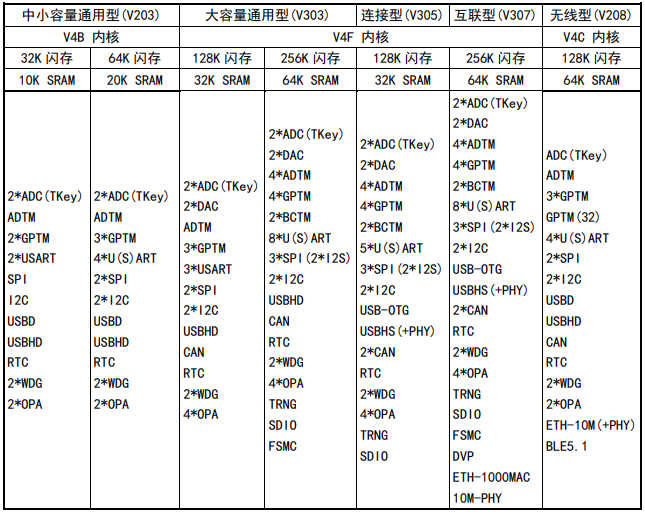 中小容量通用型(V203) 大容量通用型(V303) 连接型(V305) 互联型(V307) 无线型(V208)
V4B 内核 V4F 内核 V4C 内核
32K 闪存 64K 闪存 128K 闪存 256K 闪存 128K 闪存 256K 闪存 128K 闪存
10K SRAM 20K SRAM 32K SRAM 64K SRAM 32K SRAM 64K SRAM 64K SRAM
2*ADC(TKey)
ADTM
2*GPTM
2*USART
SPI
I2C
USBD
USBHD
RTC
2*WDG
2*OPA
2*ADC(TKey)
ADTM
3*GPTM
4*U(S)ART
2*SPI
2*I2C
USBD
USBHD
RTC
2*WDG
2*OPA
2*ADC(TKey)
2*DAC
ADTM
3*GPTM
3*USART
2*SPI
2*I2C
USBHD
CAN
RTC
2*WDG
4*OPA
2*ADC(TKey)
2*DAC
4*ADTM
4*GPTM
2*BCTM
8*U(S)ART
3*SPI(2*I2S)
2*I2C
USBHD
CAN
RTC
2*WDG
4*OPA
TRNG
SDIO
FSMC
2*ADC(TKey)
2*DAC
4*ADTM
4*GPTM
2*BCTM
5*U(S)ART
3*SPI(2*I2S)
2*I2C
USB-OTG
USBHS(+PHY)
2*CAN
RTC
2*WDG
4*OPA
TRNG
SDIO
2*ADC(TKey)
2*DAC
4*ADTM
4*GPTM
2*BCTM
8*U(S)ART
3*SPI(2*I2S)
2*I2C
USB-OTG
USBHS(+PHY)
2*CAN
RTC
2*WDG
4*OPA
TRNG
SDIO
FSMC
DVP
ETH-1000MAC
10M-PHY
ADC(TKey)
ADTM
3*GPTM
GPTM(32)
4*U(S)ART
2*SPI
2*I2C
USBD
USBHD
CAN
RTC
2*WDG
2*OPA
ETH-10M(+PHY)
BLE5.1